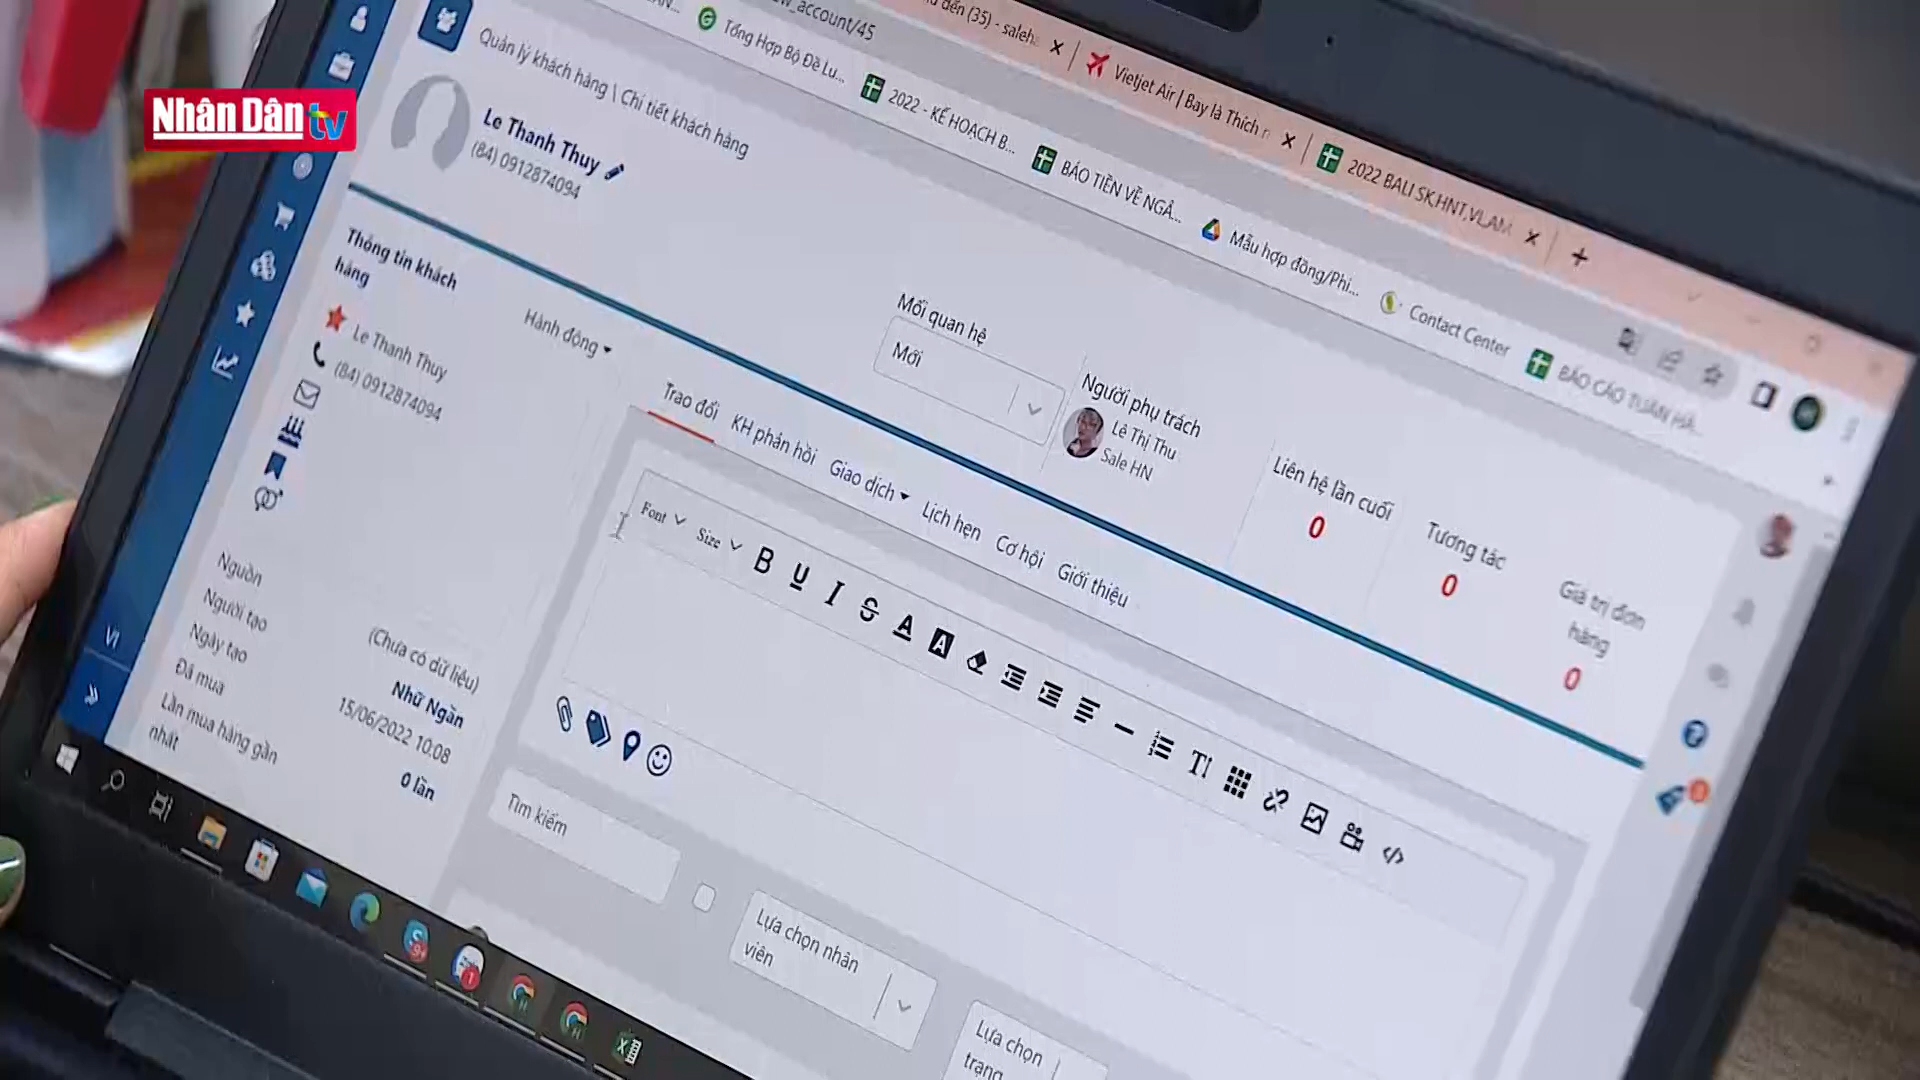 Nhân Dân tv
w_account/45
đến (35) - saleh
Vietjet Air | Bay là Thích
2022 BALI SK,HNT,VLAM
Tổng Hợp Bộ Đề Lu...
2022 - KẾ HOẠCH B...
BÁO TIỀN VỀ NGÂ...
Mẫu hợp đồng/Phi...
Contact Center
BÁO CÁO TUẦN HÀ...
Quản lý khách hàng \ Chi tiết khách hàng
Le Thanh Thuy
(84) 0912874094
Mối quan hệ
Mới
Người phụ trách
Lê Thị Thu
Sale HN
Liên hệ lần cuối
0
Tương tác
0
Giá trị đơn
hàng
0
Thông tin khách
hàng
Hành động
Le Thanh Thuy
(84) 0912874094
Trao đổi
KH phản hồi
Giao dịch
Lịch hẹn
Cơ hội
Giới thiệu
Font
Size
B U I S A A
Nguồn
(Chưa có dữ liệu)
Người tạo
Nhữ Ngần
Ngày tạo
15/06/2022 10:08
Đã mua
0 lần
Lần mua hàng gần
nhất
VI
Tìm kiếm
Lựa chọn nhân
viên
Lựa chọn
trạng